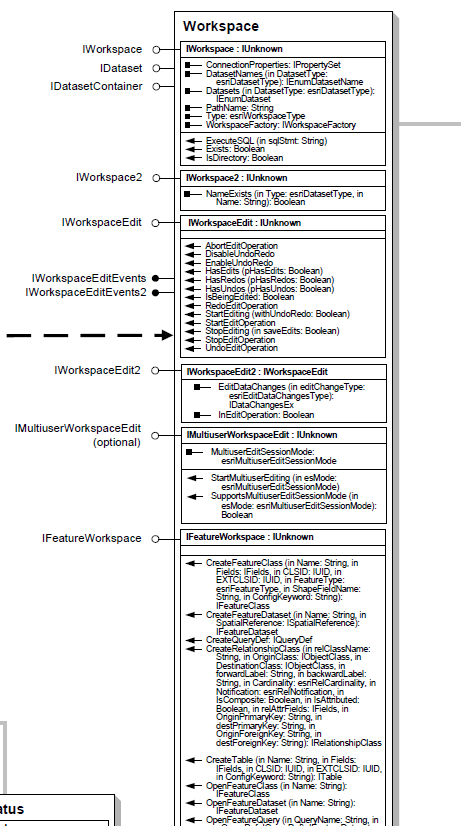 Workspace
IWorkspace
IWorkspace : IUnknown
IDataset
IDatasetContainer
ConnectionProperties: IPropertySet
DatasetNames (in DatasetType:
esriDatasetType): IEnumDatasetName
Datasets (in DatasetType: esriDatasetType):
IEnumDataset
PathName: String
Type: esriWorkspaceType
WorkspaceFactory: IWorkspaceFactory
ExecuteSQL (in sqlStmt: String)
Exists: Boolean
IsDirectory: Boolean
IWorkspace2
IWorkspace2 : IUnknown
NameExists (in Type: esriDatasetType, in
Name: String): Boolean
IWorkspaceEdit
IWorkspaceEdit : IUnknown
IWorkspaceEditEvents
IWorkspaceEditEvents2
AbortEditOperation
DisableUndoRedo
EnableUndoRedo
HasEdits (pHasEdits: Boolean)
HasRedos (pHasRedos: Boolean)
HasUndos (pHasUndos: Boolean)
IsBeingEdited: Boolean
RedoEditOperation
StartEditing (withUndoRedo: Boolean)
StartEditOperation
StopEditing (in saveEdits: Boolean)
StopEditOperation
UndoEditOperation
IWorkspaceEdit2
IWorkspaceEdit2 : IWorkspaceEdit
EditDataChanges (in editChangeType:
esriEditDataChangesType):
IDataChangesEx
InEditOperation: Boolean
IMultiuserWorkspaceEdit
(optional)
IMultiuserWorkspaceEdit : IUnknown
MultiuserEditSessionMode:
esriMultiuserEditSessionMode
StartMultiuserEditing (in esMode:
esriMultiuserEditSessionMode)
SupportsMultiuserEditSessionMode (in
esMode: esriMultiuserEditSessionMode):
Boolean
IFeatureWorkspace
IFeatureWorkspace : IUnknown
CreateFeatureClass (in Name: String, in
Fields: IFields, in CLSID: IUID, in
EXTCLSID: IUID, in FeatureType:
esriFeatureType, in ShapeFieldName:
String, in ConfigKeyword: String):
IFeatureClass
CreateFeatureDataset (in Name: String, in
SpatialReference: ISpatialReference):
IFeatureDataset
CreateQueryDef: IQueryDef
CreateRelationshipClass (in relClassName:
String, in OriginClass: IObjectClass, in
DestinationClass: IObjectClass, in
forwardLabel: String, in backwardLabel:
String, in Cardinality: esriRelCardinality, in
Notification: esriRelNotification, in
IsComposite: Boolean, in IsAttributed:
Boolean, in relAttrFields: IFields, in
OriginPrimaryKey: String, in
destPrimaryKey: String, in
OriginForeignKey: String, in
destForeignKey: String): IRelationshipClass
CreateTable (in Name: String, in Fields:
IFields, in CLSID: IUID, in EXTCLSID: IUID,
in ConfigKeyword: String): ITable
OpenFeatureClass (in Name: String):
IFeatureClass
OpenFeatureDataset (in Name: String):
IFeatureDataset
OpenFeatureQuery (in QueryName: String, in
atus